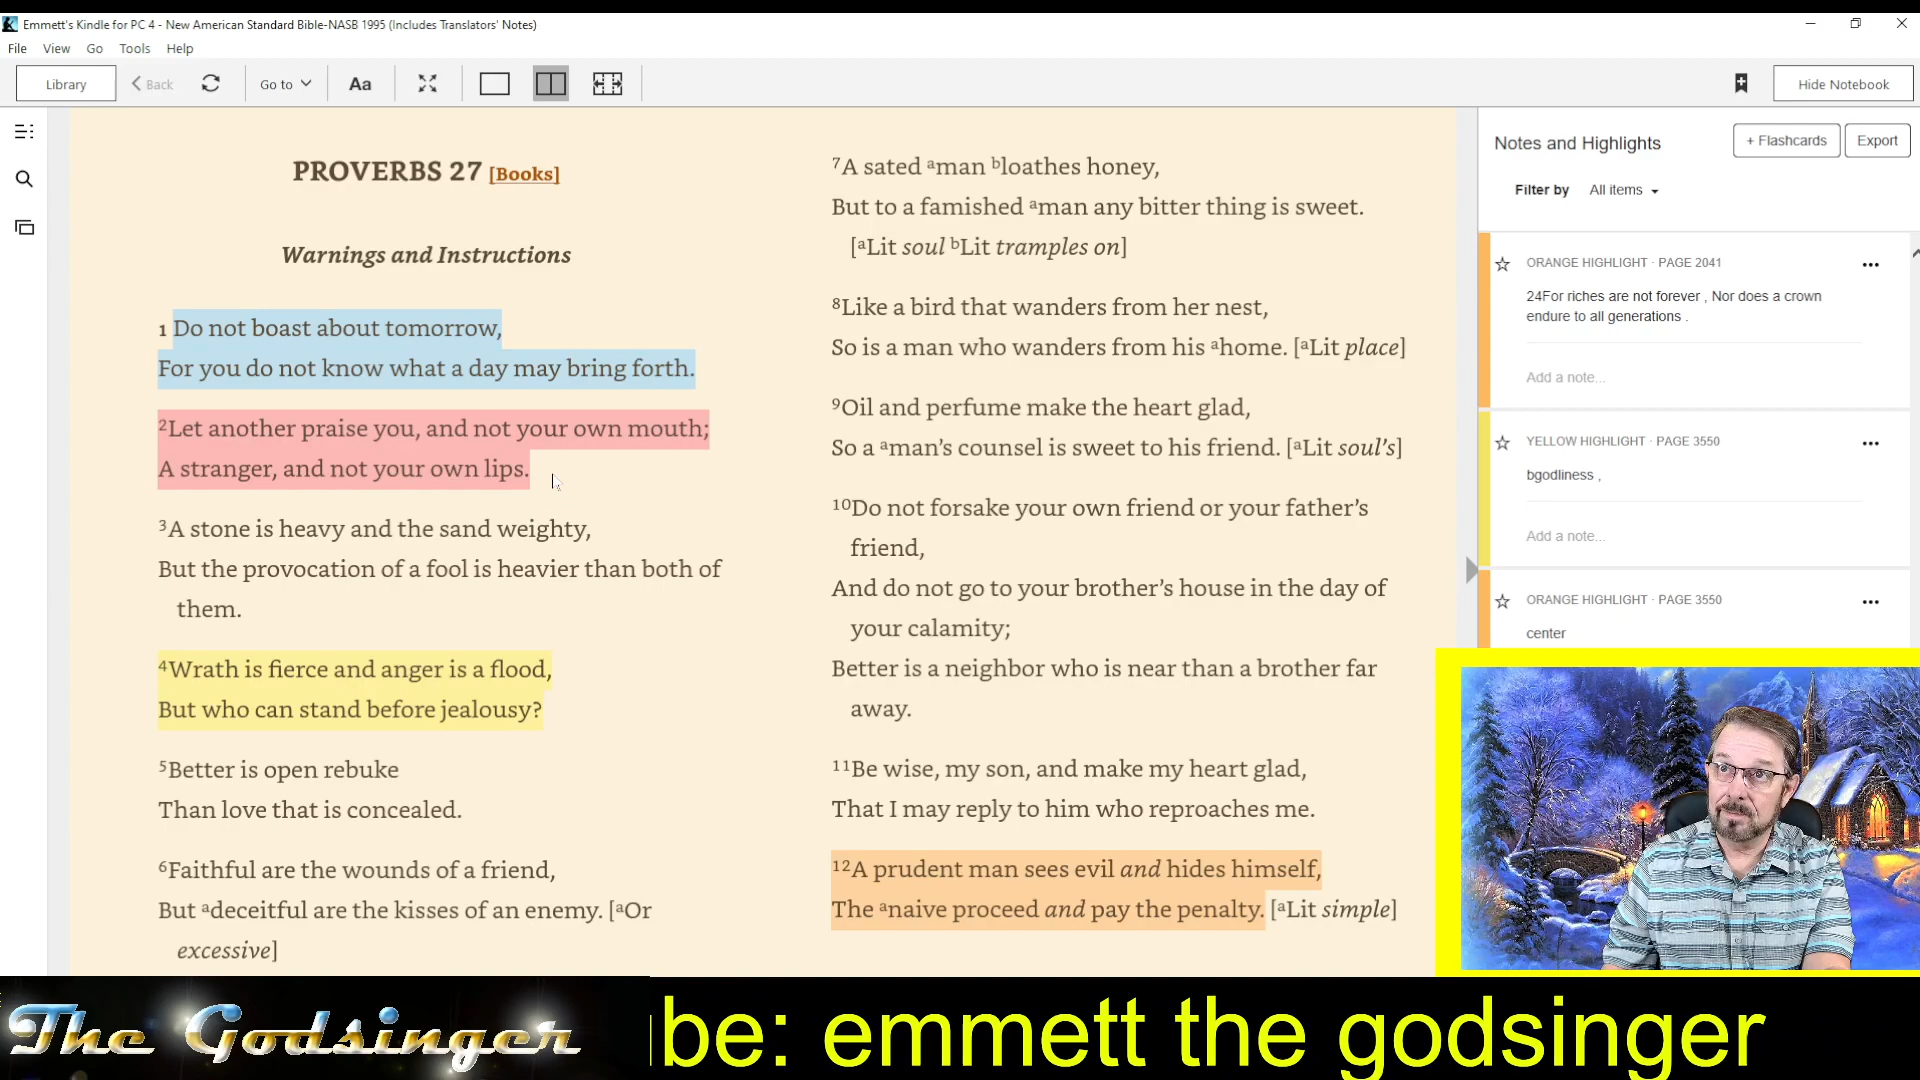 Emmett's Kindle for PC 4 - New American Standard Bible-NASB 1995 (Includes Translators' Notes)
File View Go Tools Help
Library Back Go to Aa Hide Notebook
PROVERBS 27 [Books]
Warnings and Instructions
1 Do not boast about tomorrow,
For you do not know what a day may bring forth.
2Let another praise you, and not your own mouth;
A stranger, and not your own lips.
3A stone is heavy and the sand weighty,
But the provocation of a fool is heavier than both of
them.
4Wrath is fierce and anger is a flood,
But who can stand before jealousy?
5Better is open rebuke
Than love that is concealed.
6Faithful are the wounds of a friend,
But adeceitful are the kisses of an enemy. [aOr
excessive]
7A sated aman bloathes honey,
But to a famished aman any bitter thing is sweet.
[aLit soul bLit tramples on]
8Like a bird that wanders from her nest,
So is a man who wanders from his ahome. [aLit place]
9Oil and perfume make the heart glad,
So a aman’s counsel is sweet to his friend. [aLit soul’s]
10Do not forsake your own friend or your father’s
friend,
And do not go to your brother’s house in the day of
your calamity;
Better is a neighbor who is near than a brother far
away.
11Be wise, my son, and make my heart glad,
That I may reply to him who reproaches me.
12A prudent man sees evil and hides himself,
The anaive proceed and pay the penalty. [aLit simple]
Notes and Highlights + Flashcards Export
Filter by All items
ORANGE HIGHLIGHT · PAGE 2041
24For riches are not forever , Nor does a crown
endure to all generations .
Add a note...
YELLOW HIGHLIGHT · PAGE 3550
bgodliness ,
Add a note...
ORANGE HIGHLIGHT · PAGE 3550
center
The Godsinger
be: emmett the godsinger